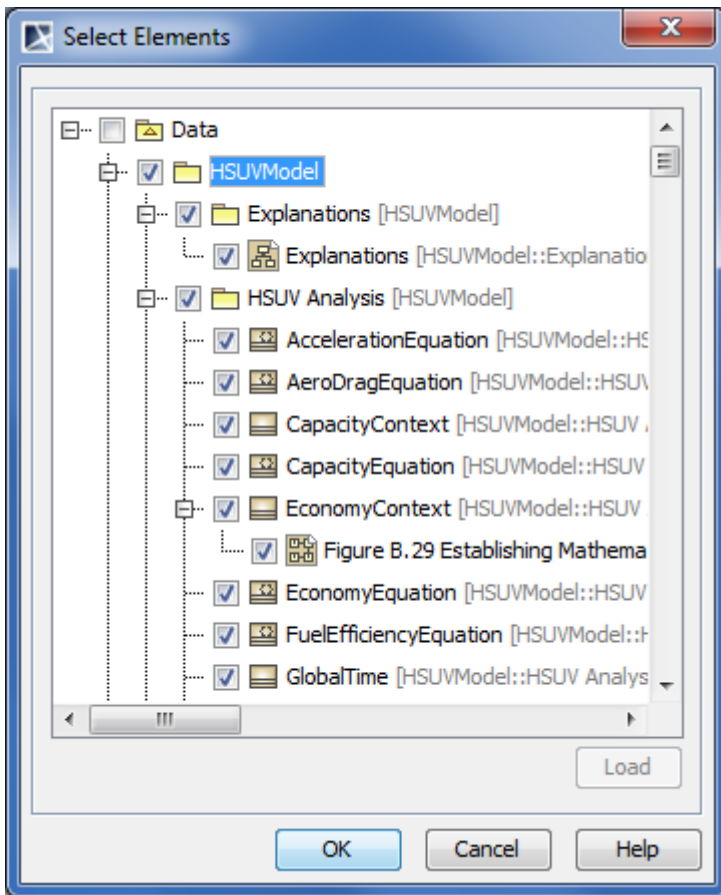 Select Elements
Data
HSUVModel
Explanations [HSUVModel]
Explanations [HSUVModel::Explanatio
HSUV Analysis [HSUVModel]
AccelerationEquation [HSUVModel::HS
AeroDragEquation [HSUVModel::HSUV
CapacityContext [HSUVModel::HSUV
CapacityEquation [HSUVModel::HSUV
EconomyContext [HSUVModel::HSUV
Figure B.29 Establishing Mathema
EconomyEquation [HSUVModel::HSUV
FuelEfficiencyEquation [HSUVModel::H
GlobalTime [HSUVModel::HSUV Analys
Load
OK Cancel Help